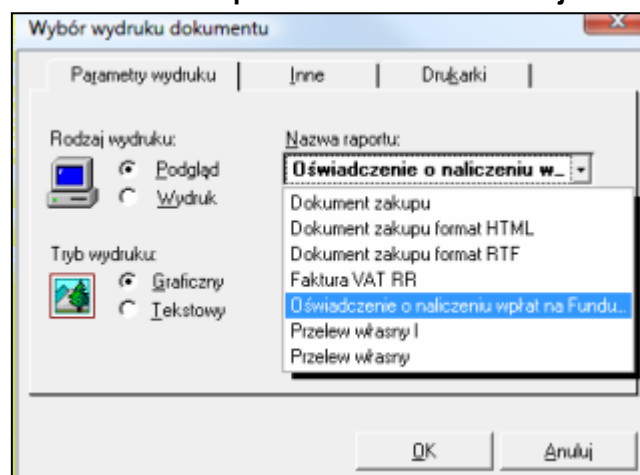 Wybór wydruku dokumentu
Parametry wydruku
Inne
Drukarki
Rodzaj wydruku:
Podgląd
Wydruk
Nazwa raportu:
Oświadczenie o naliczeniu w...
Dokument zakupu
Dokument zakupu format HTML
Dokument zakupu format RTF
Faktura VAT RR
Oświadczenie o naliczeniu wpłat na Fundu...
Przelew własny I
Przelew własny
Tryb wydruku:
Graficzny
Tekstowy
OK
Anuluj